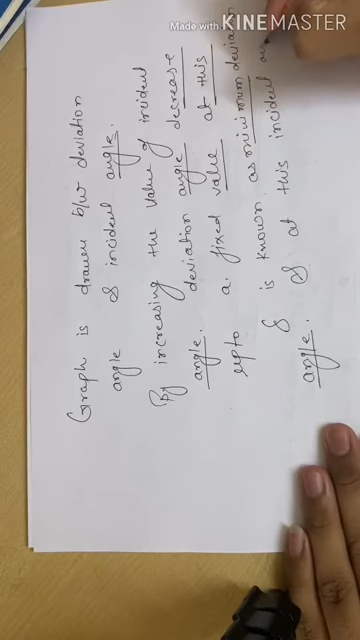 Made with KINEMASTER
Graph is drawn b/w deviation
angle & incident angle.
By increasing the value of incident
angle. deviation angle decrease
upto a fixed value at this
δ is known as minimum deviation
angle. & at this incident